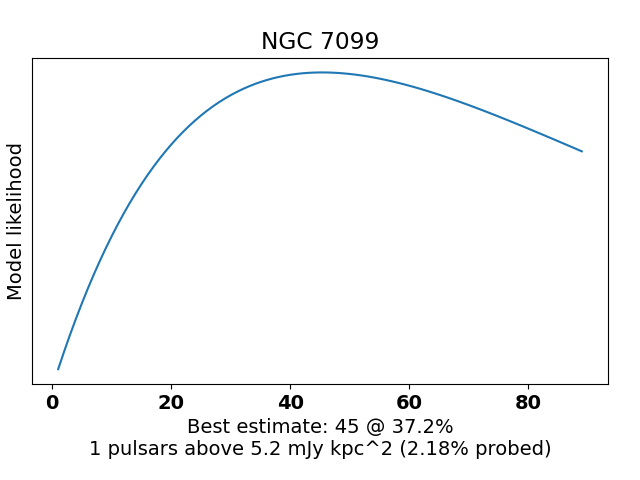 NGC 7099
Model likelihood
0 20 40 60 80
Best estimate: 45 @ 37.2%
1 pulsars above 5.2 mJy kpc^2 (2.18% probed)